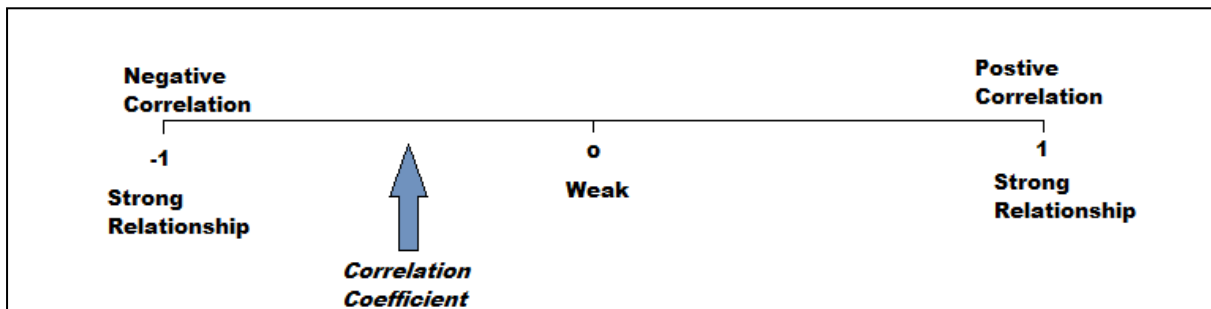 Negative
Correlation
Postive
Correlation
-1
o
1
Strong
Relationship
Weak
Strong
Relationship
Correlation
Coefficient